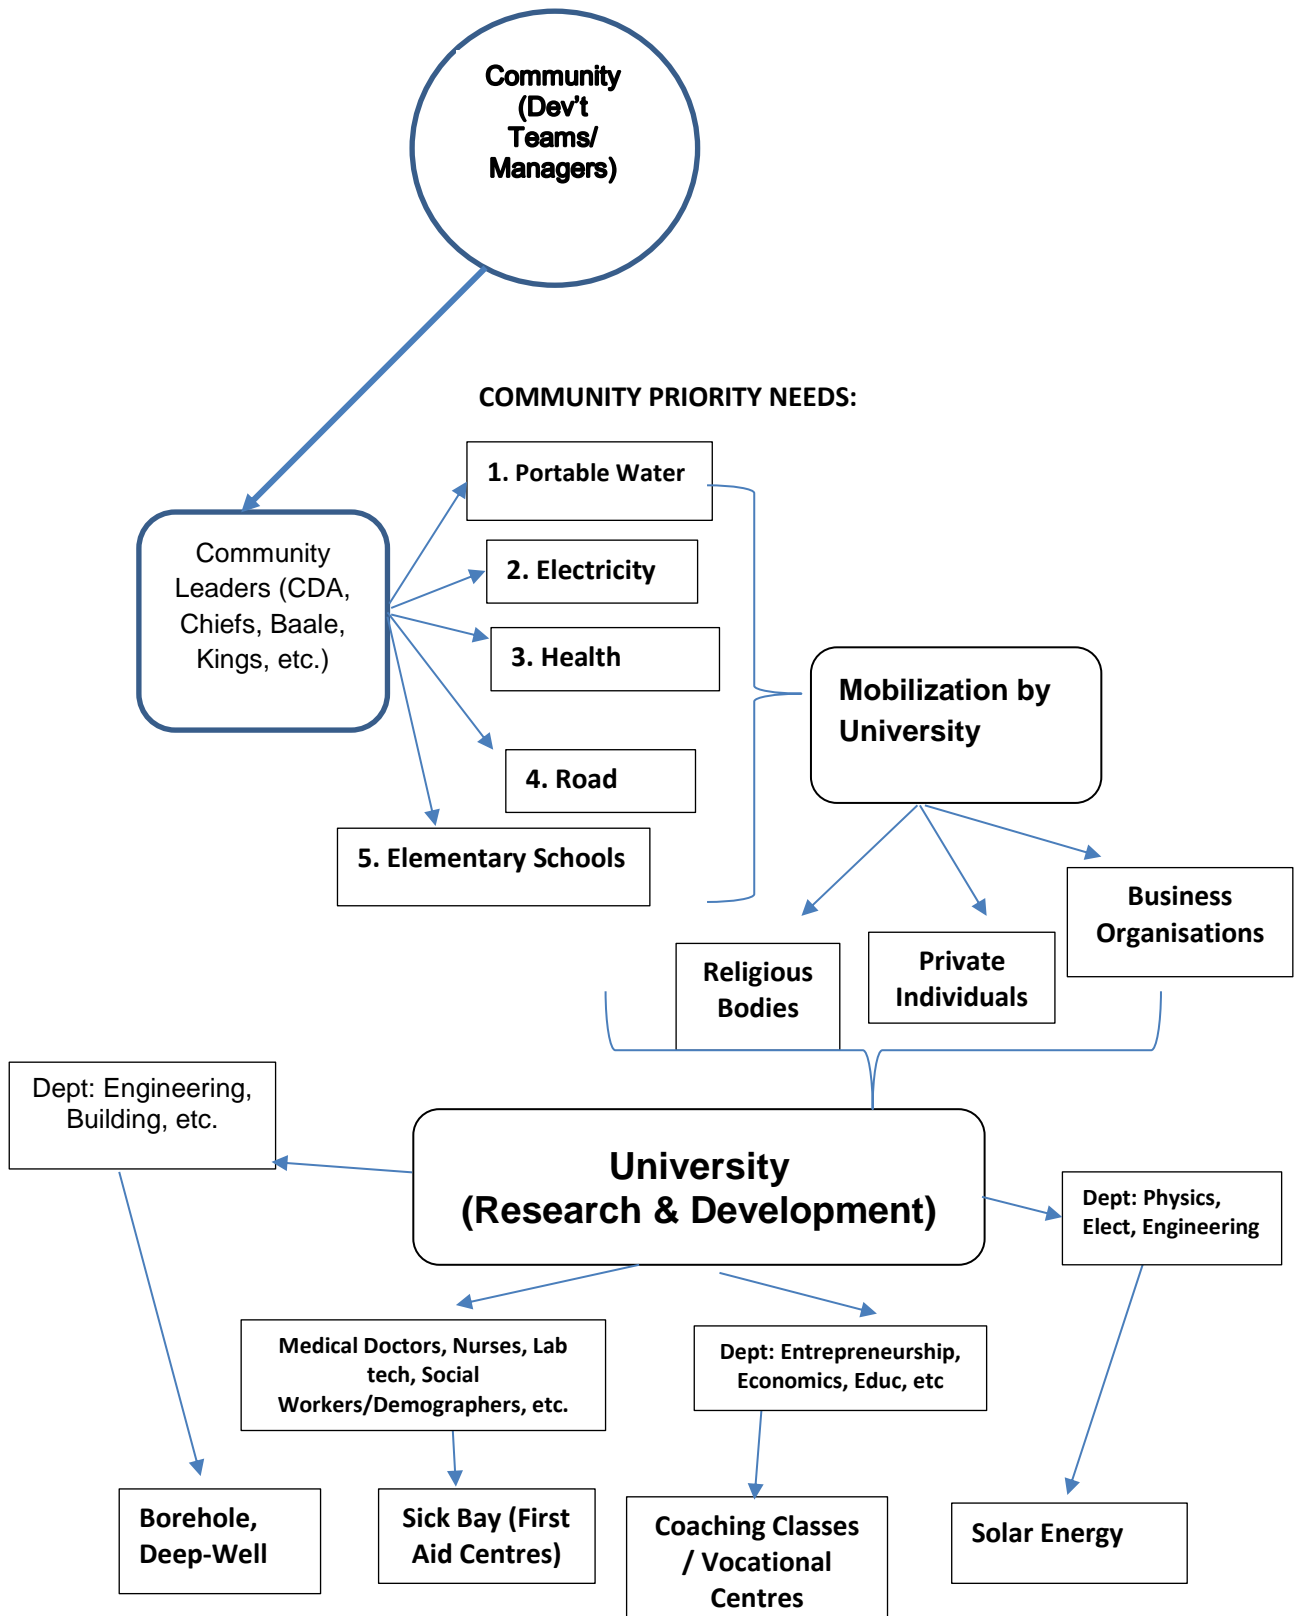 Community
(Dev't
Teams/
Managers)
COMMUNITY PRIORITY NEEDS:
1. Portable Water
Community
Leaders (CDA,
Chiefs, Baale,
Kings, etc.)
2. Electricity
3. Health
4. Road
5. Elementary Schools
Mobilization by
University
Religious
Bodies
Private
Individuals
Business
Organisations
Dept: Engineering,
Building, etc.
University
(Research & Development)
Dept: Physics,
Elect, Engineering
Medical Doctors, Nurses, Lab
tech, Social
Workers/Demographers, etc.
Dept: Entrepreneurship,
Economics, Educ, etc
Borehole,
Deep-Well
Sick Bay (First
Aid Centres)
Coaching Classes
/ Vocational
Centres
Solar Energy